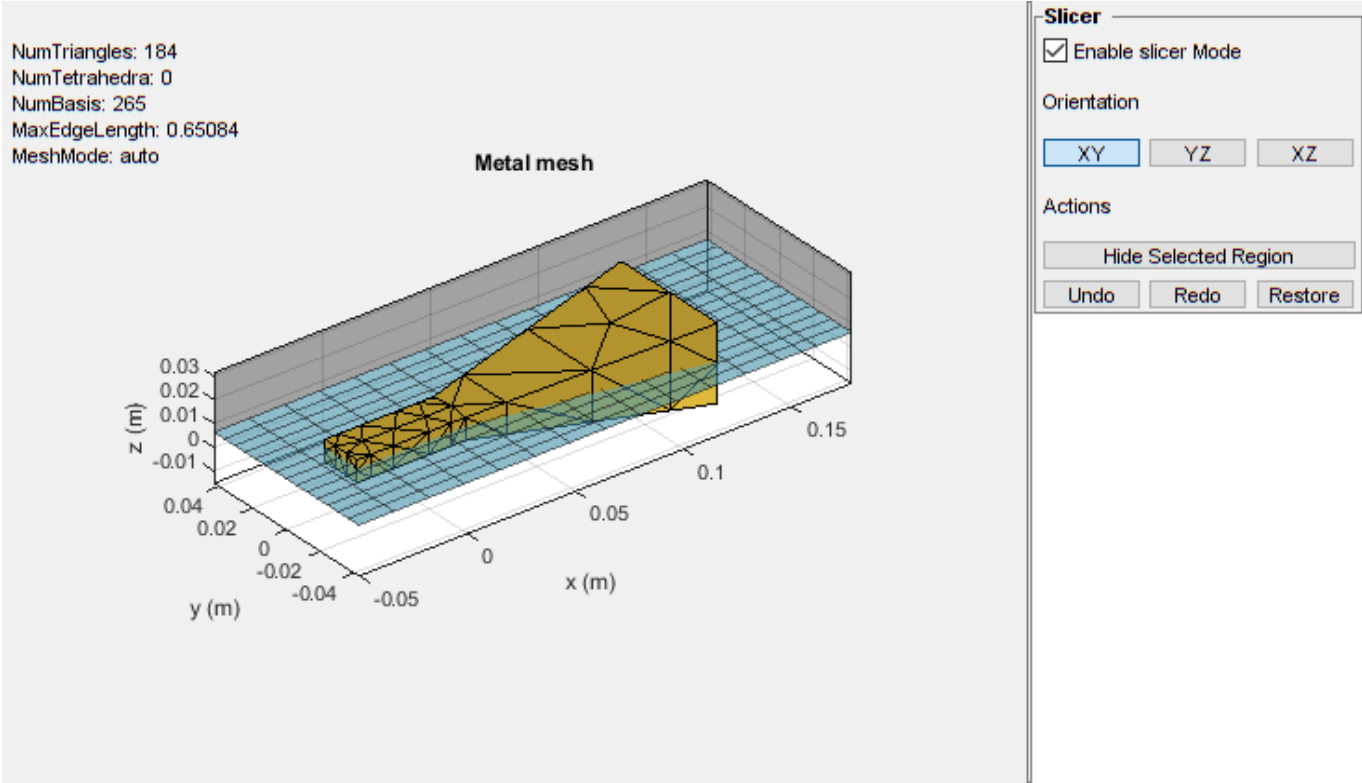 NumTriangles: 184
NumTetrahedra: 0
NumBasis: 265
MaxEdgeLength: 0.65084
MeshMode: auto
Metal mesh
0.03
0.02
0.01
0
-0.01
z (m)
0.04
0.02
0
-0.02
-0.04
y (m)
-0.05
0
0.05
0.1
0.15
x (m)
Slicer
Enable slicer Mode
Orientation
XY YZ XZ
Actions
Hide Selected Region
Undo Redo Restore